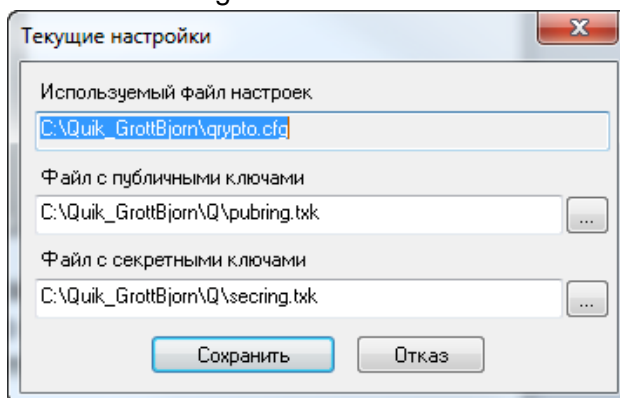 Текущие настройки
Используемый файл настроек
C:\Quik_GrottBjorn\qrypto.cfg
Файл с публичными ключами
C:\Quik_GrottBjorn\Q\pubring.txk
...
Файл с секретными ключами
C:\Quik_GrottBjorn\Q\secring.txk
...
Сохранить
Отказ